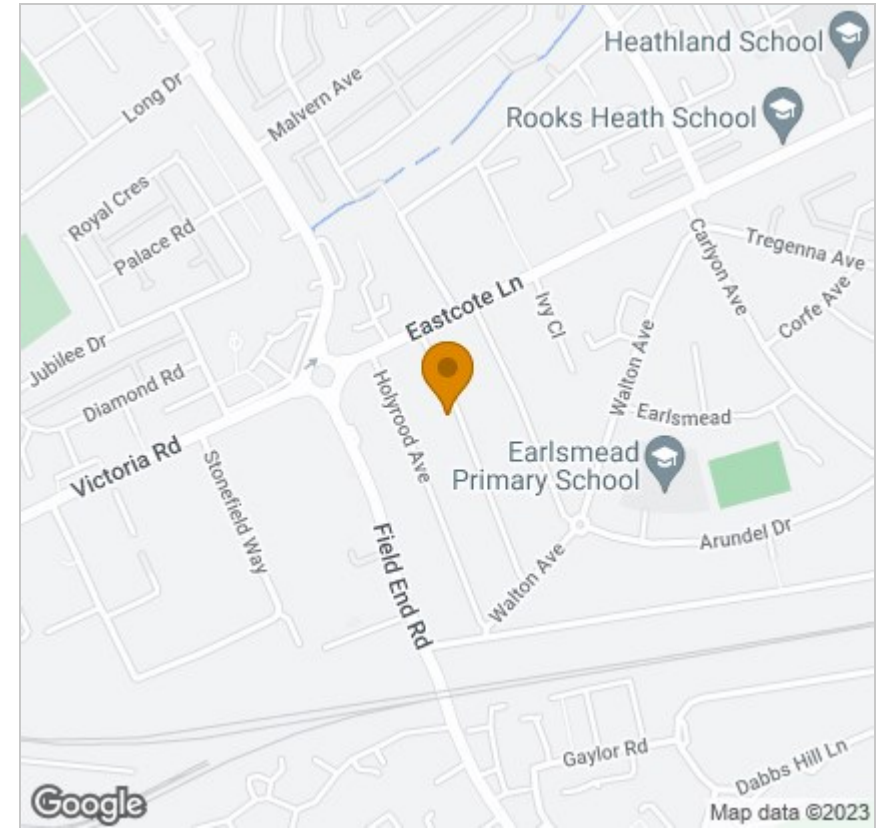 Heathland School
Long Dr
Malvern Ave
Rooks Heath School
Royal Cres
Palace Rd
Carlyon Ave
Tregenna Ave
Eastcote Ln
Ivy Cl
Corfe Ave
Jubilee Dr
Diamond Rd
Holyrood Ave
Walton Ave
Earlsmead
Victoria Rd
Stonefield Way
Earlsmead
Primary School
Field End Rd
Arundel Dr
Walton Ave
Gaylor Rd
Dabbs Hill Ln
Google
Map data ©2023